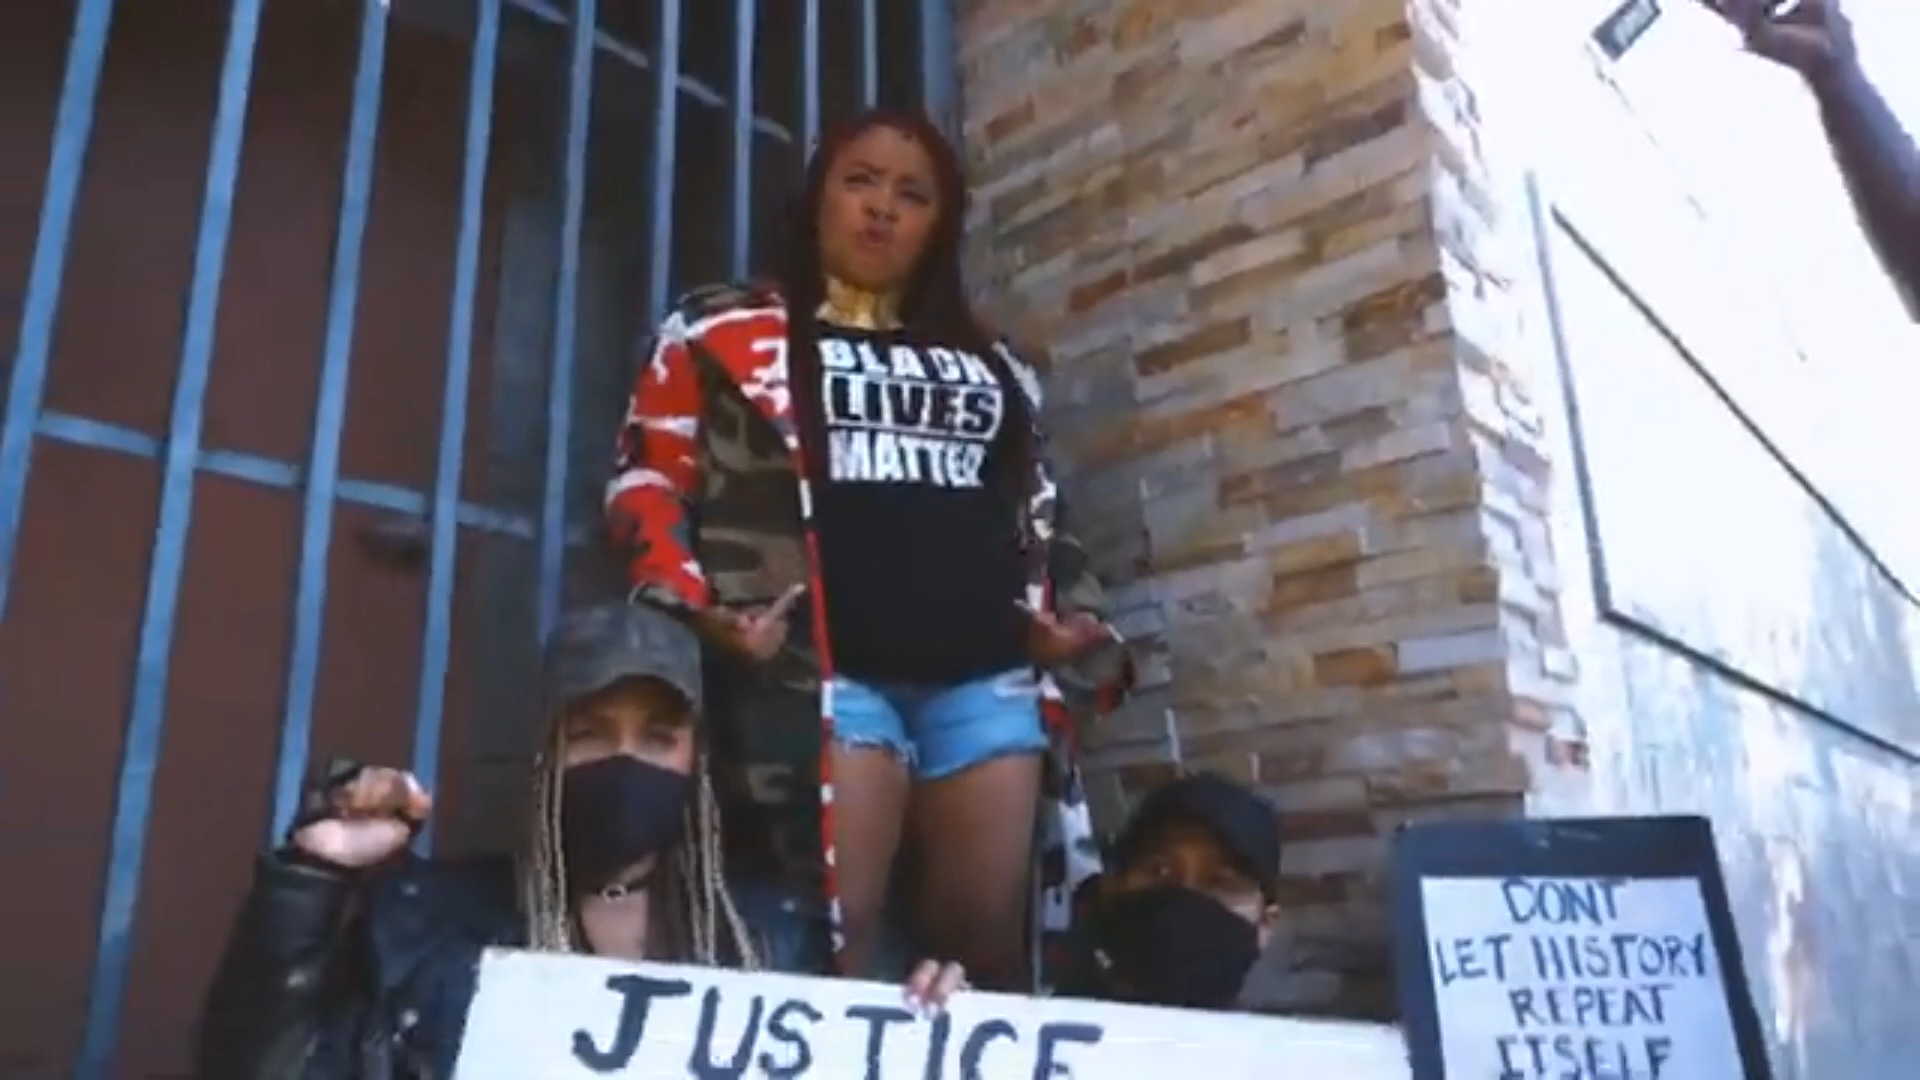 BLACK
LIVES
MATTER
JUSTICE
DONT
LET HISTORY
REPEAT
ITSELF